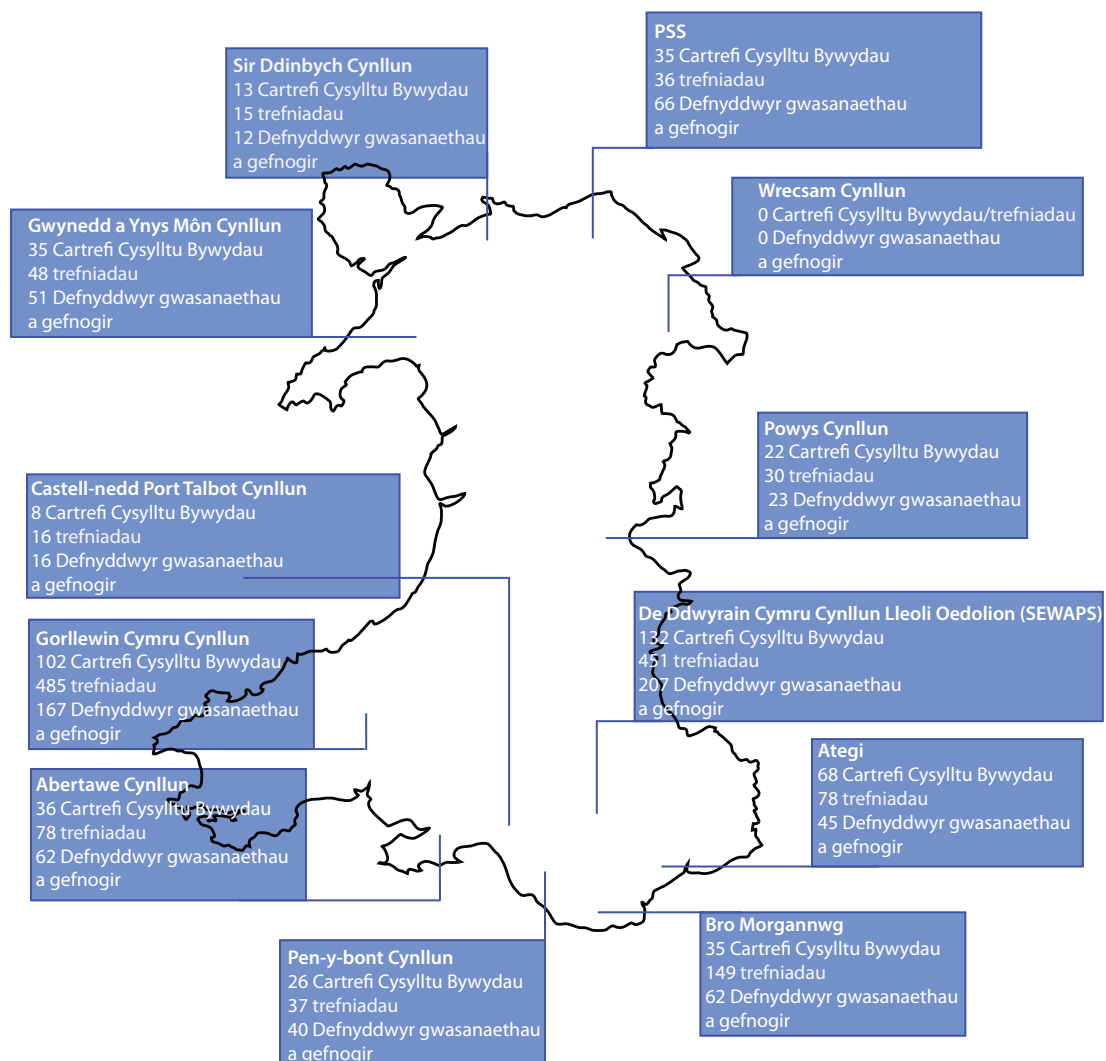 PSS
35 Cartrefi Cysylltu Bywydau
36 trefniadau
66 Defnyddwyr gwasanaethau
a gefnogir
Sir Ddinbych Cynllun
13 Cartrefi Cysylltu Bywydau
15 trefniadau
12 Defnyddwyr gwasanaethau
a gefnogir
Wrecsam Cynllun
0 Cartrefi Cysylltu Bywydau/trefniadau
0 Defnyddwyr gwasanaethau
a gefnogir
Gwynedd a Ynys Môn Cynllun
35 Cartrefi Cysylltu Bywydau
48 trefniadau
51 Defnyddwyr gwasanaethau
a gefnogir
Powys Cynllun
22 Cartrefi Cysylltu Bywydau
30 trefniadau
23 Defnyddwyr gwasanaethau
a gefnogir
Castell-nedd Port Talbot Cynllun
8 Cartrefi Cysylltu Bywydau
16 trefniadau
16 Defnyddwyr gwasanaethau
a gefnogir
De Ddwyrain Cymru Cynllun Lleoli Oedolion (SEWAPS)
132 Cartrefi Cysylltu Bywydau
451 trefniadau
207 Defnyddwyr gwasanaethau
a gefnogir
Gorllewin Cymru Cynllun
102 Cartrefi Cysylltu Bywydau
485 trefniadau
167 Defnyddwyr gwasanaethau
a gefnogir
Ategi
68 Cartrefi Cysylltu Bywydau
78 trefniadau
45 Defnyddwyr gwasanaethau
a gefnogir
Abertawe Cynllun
36 Cartrefi Cysylltu Bywydau
78 trefniadau
62 Defnyddwyr gwasanaethau
a gefnogir
Bro Morgannwg
35 Cartrefi Cysylltu Bywydau
149 trefniadau
62 Defnyddwyr gwasanaethau
a gefnogir
Pen-y-bont Cynllun
26 Cartrefi Cysylltu Bywydau
37 trefniadau
40 Defnyddwyr gwasanaethau
a gefnogir